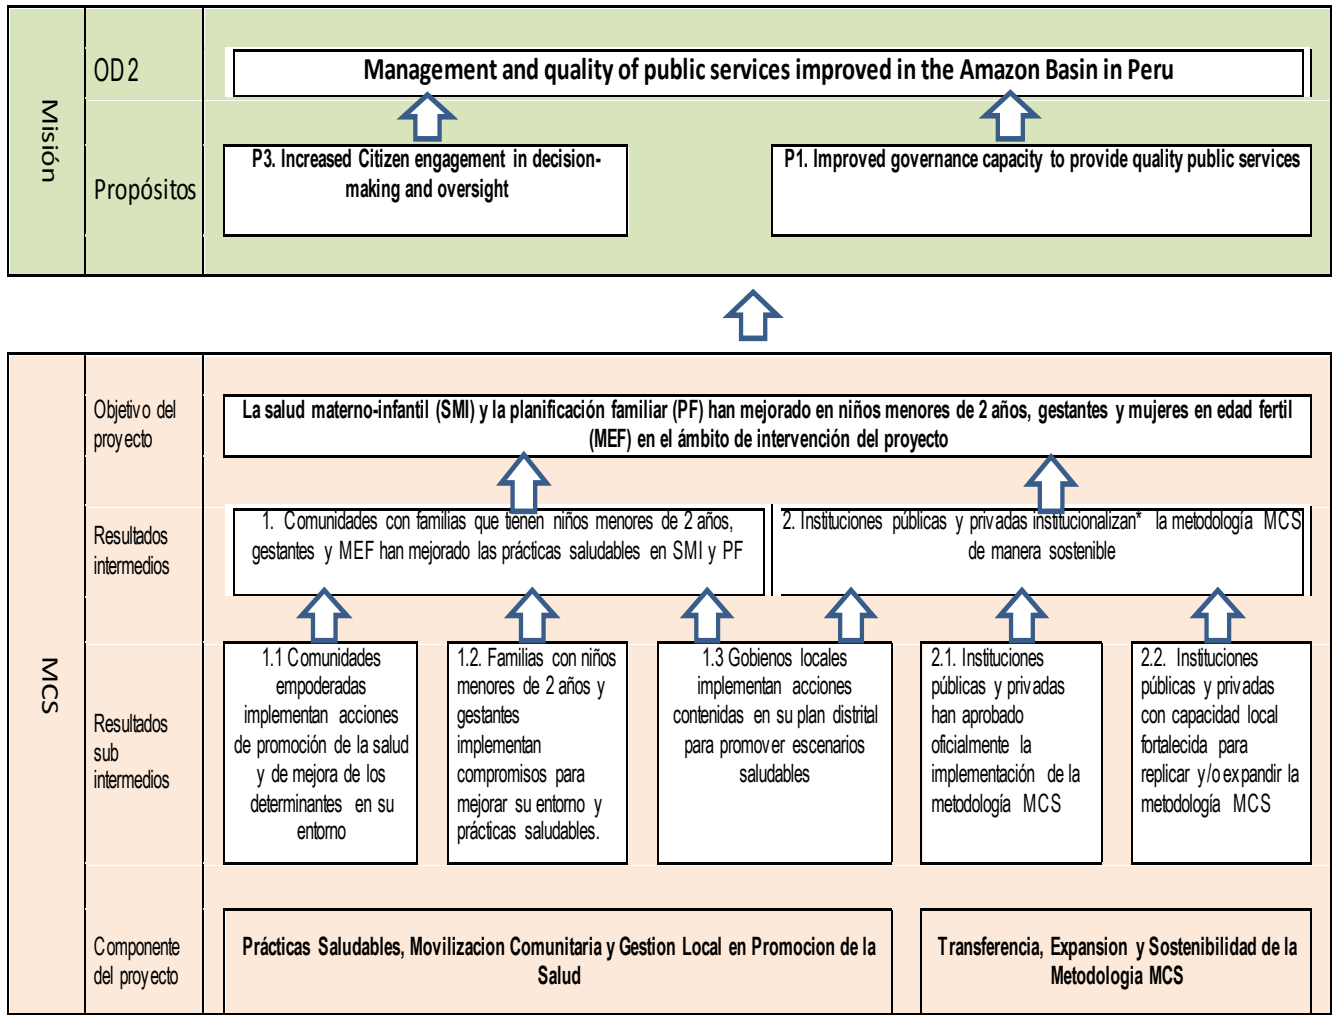 Misión
OD2
Management and quality of public services improved in the Amazon Basin in Peru
Propósitos
P3. Increased Citizen engagement in decision-
making and oversight
P1. Improved governance capacity to provide quality public services
MCS
Objetivo del
proyecto
La salud materno-infantil (SMI) y la planificación familiar (PF) han mejorado en niños menores de 2 años, gestantes y mujeres en edad fertil
(MEF) en el ámbito de intervención del proyecto
Resultados
intermedios
1. Comunidades con familias que tienen niños menores de 2 años,
gestantes y MEF han mejorado las prácticas saludables en SMI y PF
2. Instituciones públicas y privadas institucionalizan* la metodología MCS
de manera sostenible
Resultados
sub
intermedios
1.1 Comunidades
empoderadas
implementan acciones
de promoción de la salud
y de mejora de los
determinantes en su
entorno
1.2. Familias con niños
menores de 2 años y
gestantes
implementan
compromisos para
mejorar su entorno y
prácticas saludables.
1.3 Gobienos locales
implementan acciones
contenidas en su plan distrital
para promover escenarios
saludables
2.1. Instituciones
públicas y privadas
han aprobado
oficialmente la
implementación de la
metodología MCS
2.2. Instituciones
públicas y privadas
con capacidad local
fortalecida para
replicar y/o expandir la
metodología MCS
Componente
del proyecto
Prácticas Saludables, Movilizacion Comunitaria y Gestion Local en Promocion de la
Salud
Transferencia, Expansion y Sostenibilidad de la
Metodologia MCS